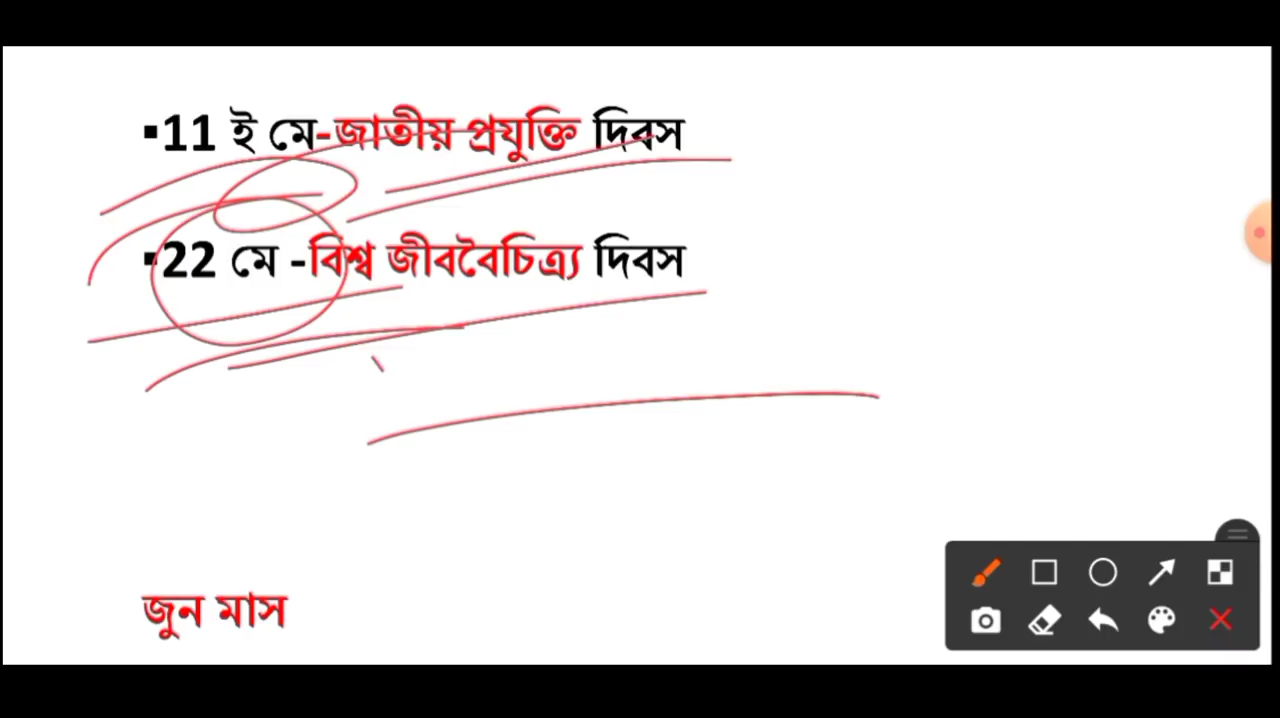 ▪11 ই মে-জাতীয় প্রযুক্তি দিবস
▪22 মে -বিশ্ব জীববৈচিত্র্য দিবস
জুন মাস